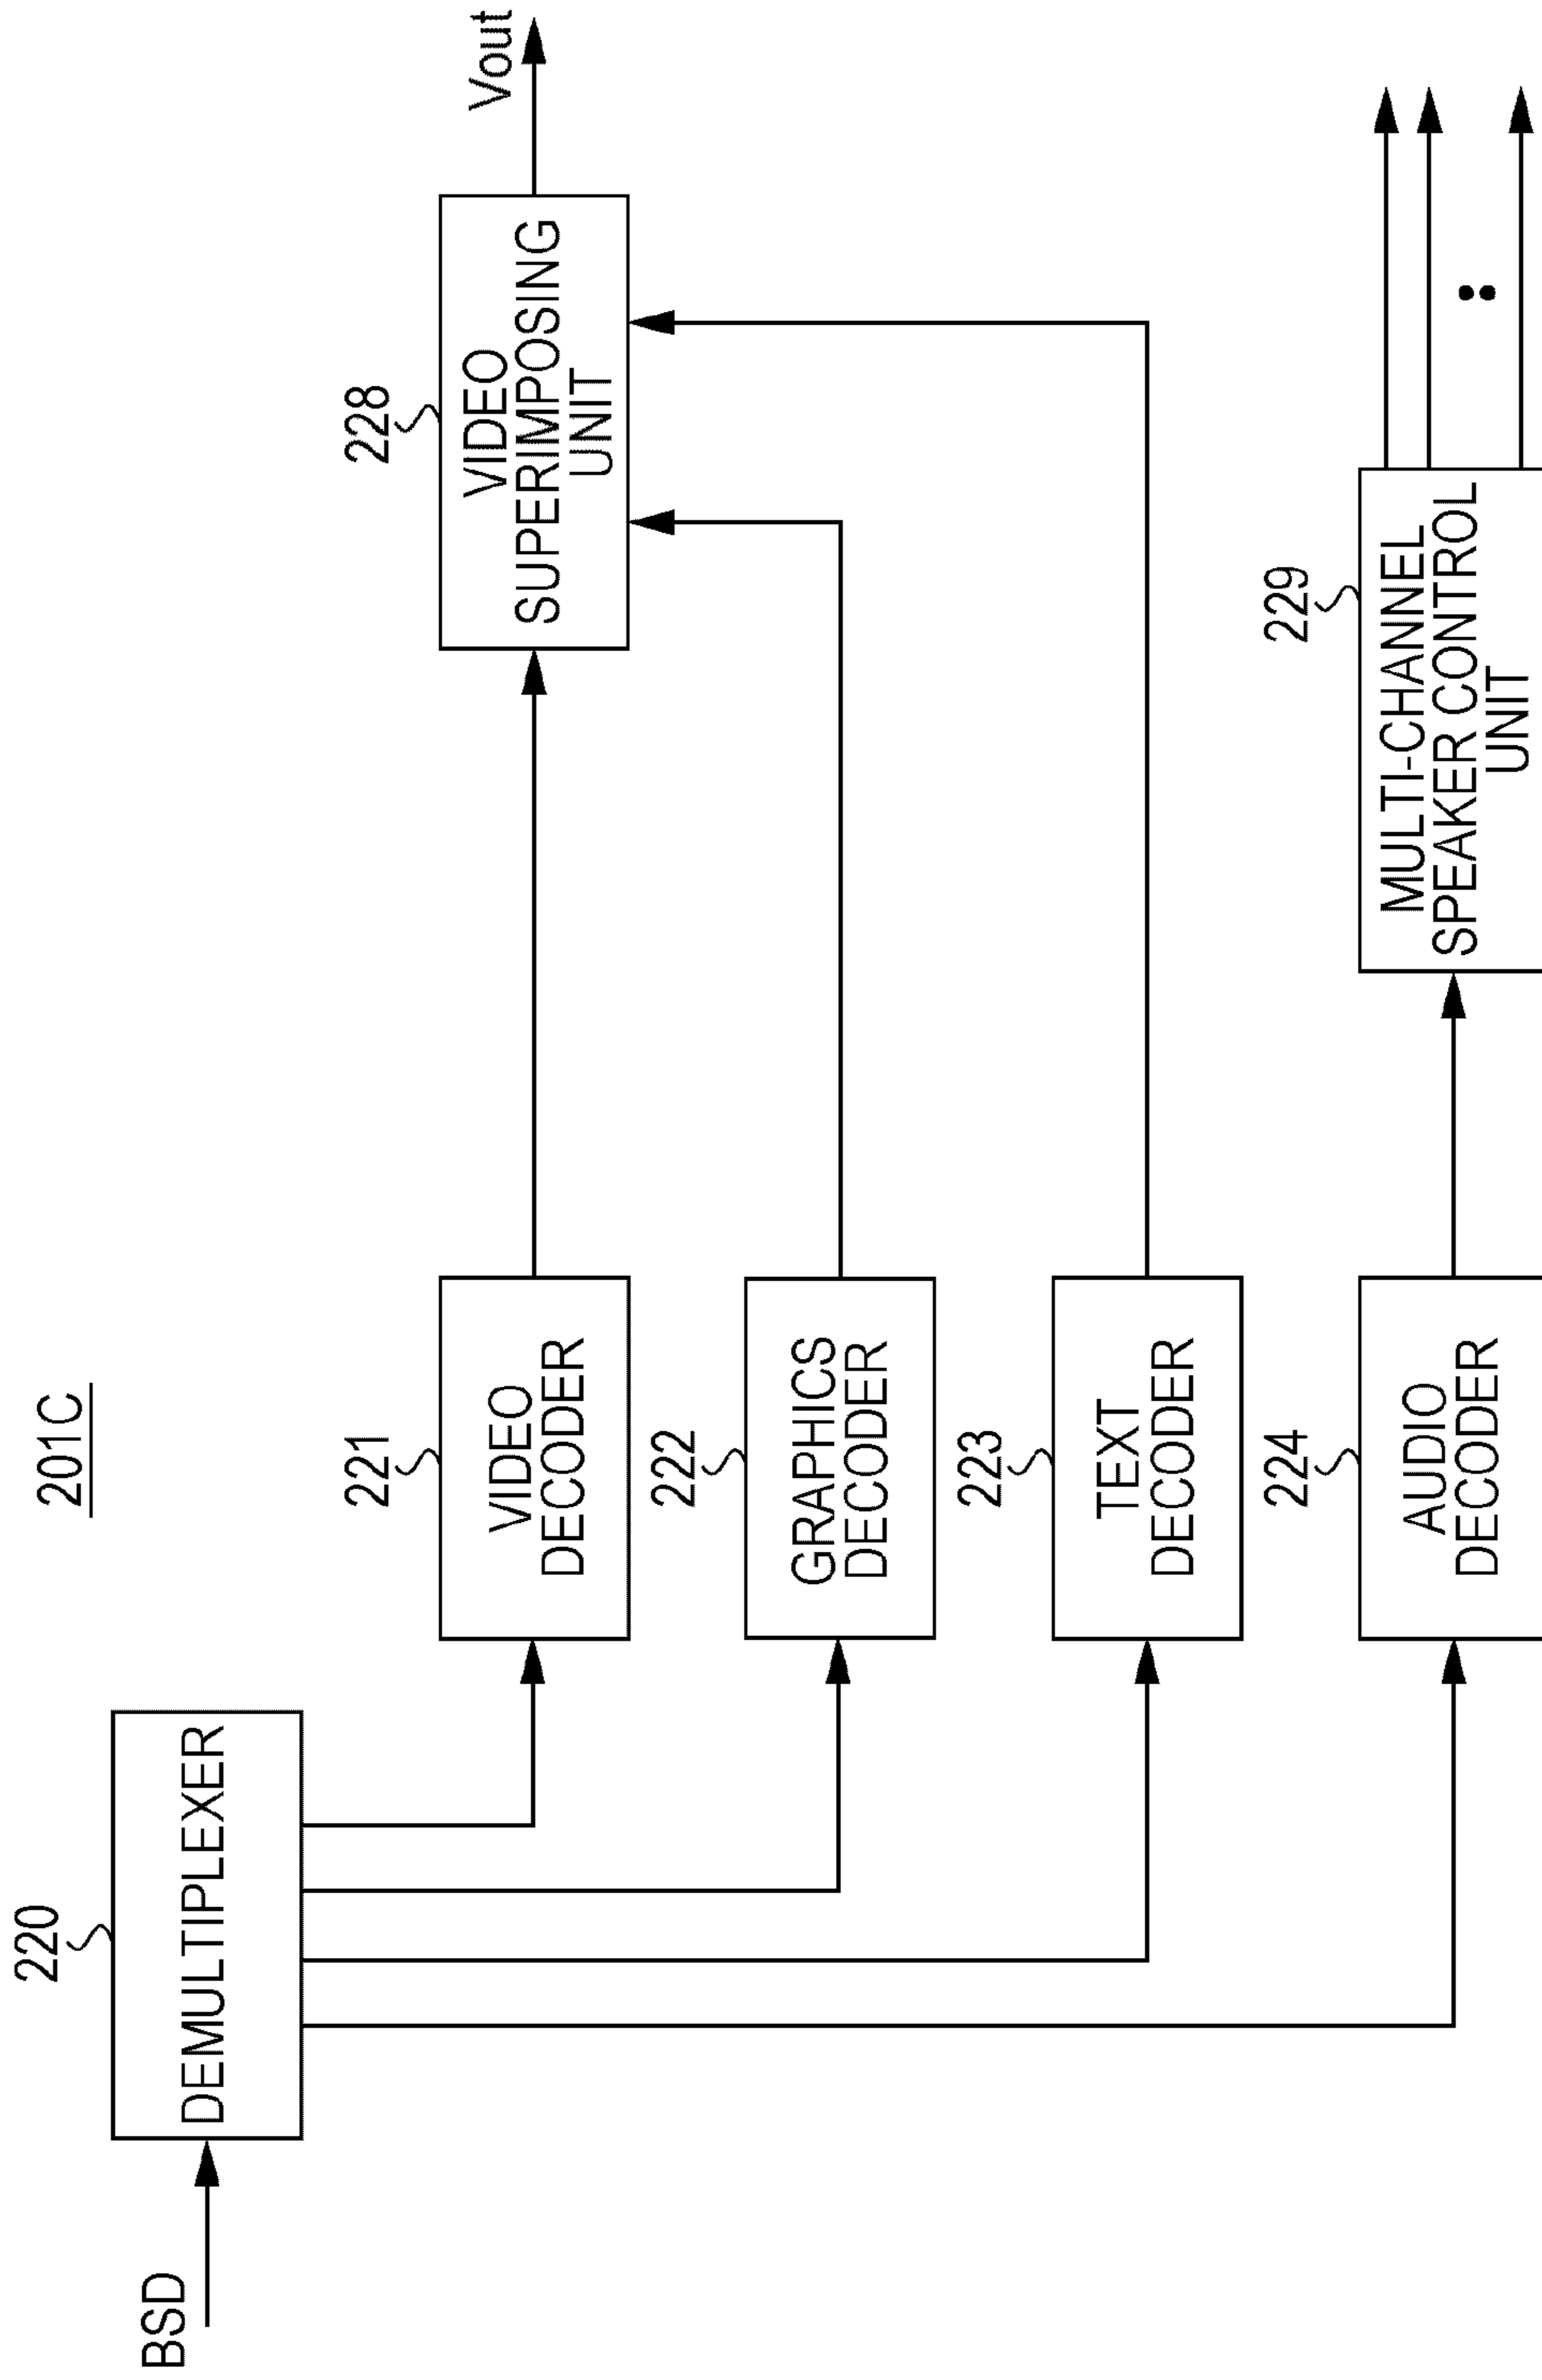 201C
BSD
220
DEMULTIPLEXER
221
VIDEO
DECODER
228
VIDEO
SUPERIMPOSING
UNIT
Vout
222
GRAPHICS
DECODER
223
TEXT
DECODER
224
AUDIO
DECODER
229
MULTI-CHANNEL
SPEAKER CONTROL
UNIT